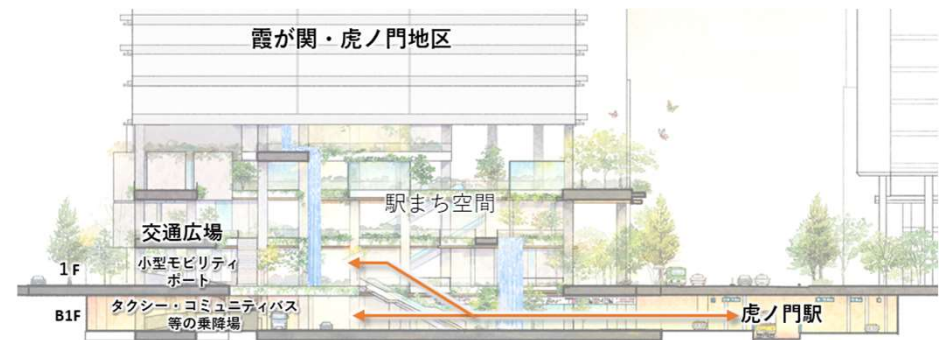 霞が関・虎ノ門地区
駅まち空間
交通広場
1F
小型モビリティ
ポート
B1F
タクシー・コミュニティバス
等の乗降場
虎ノ門駅